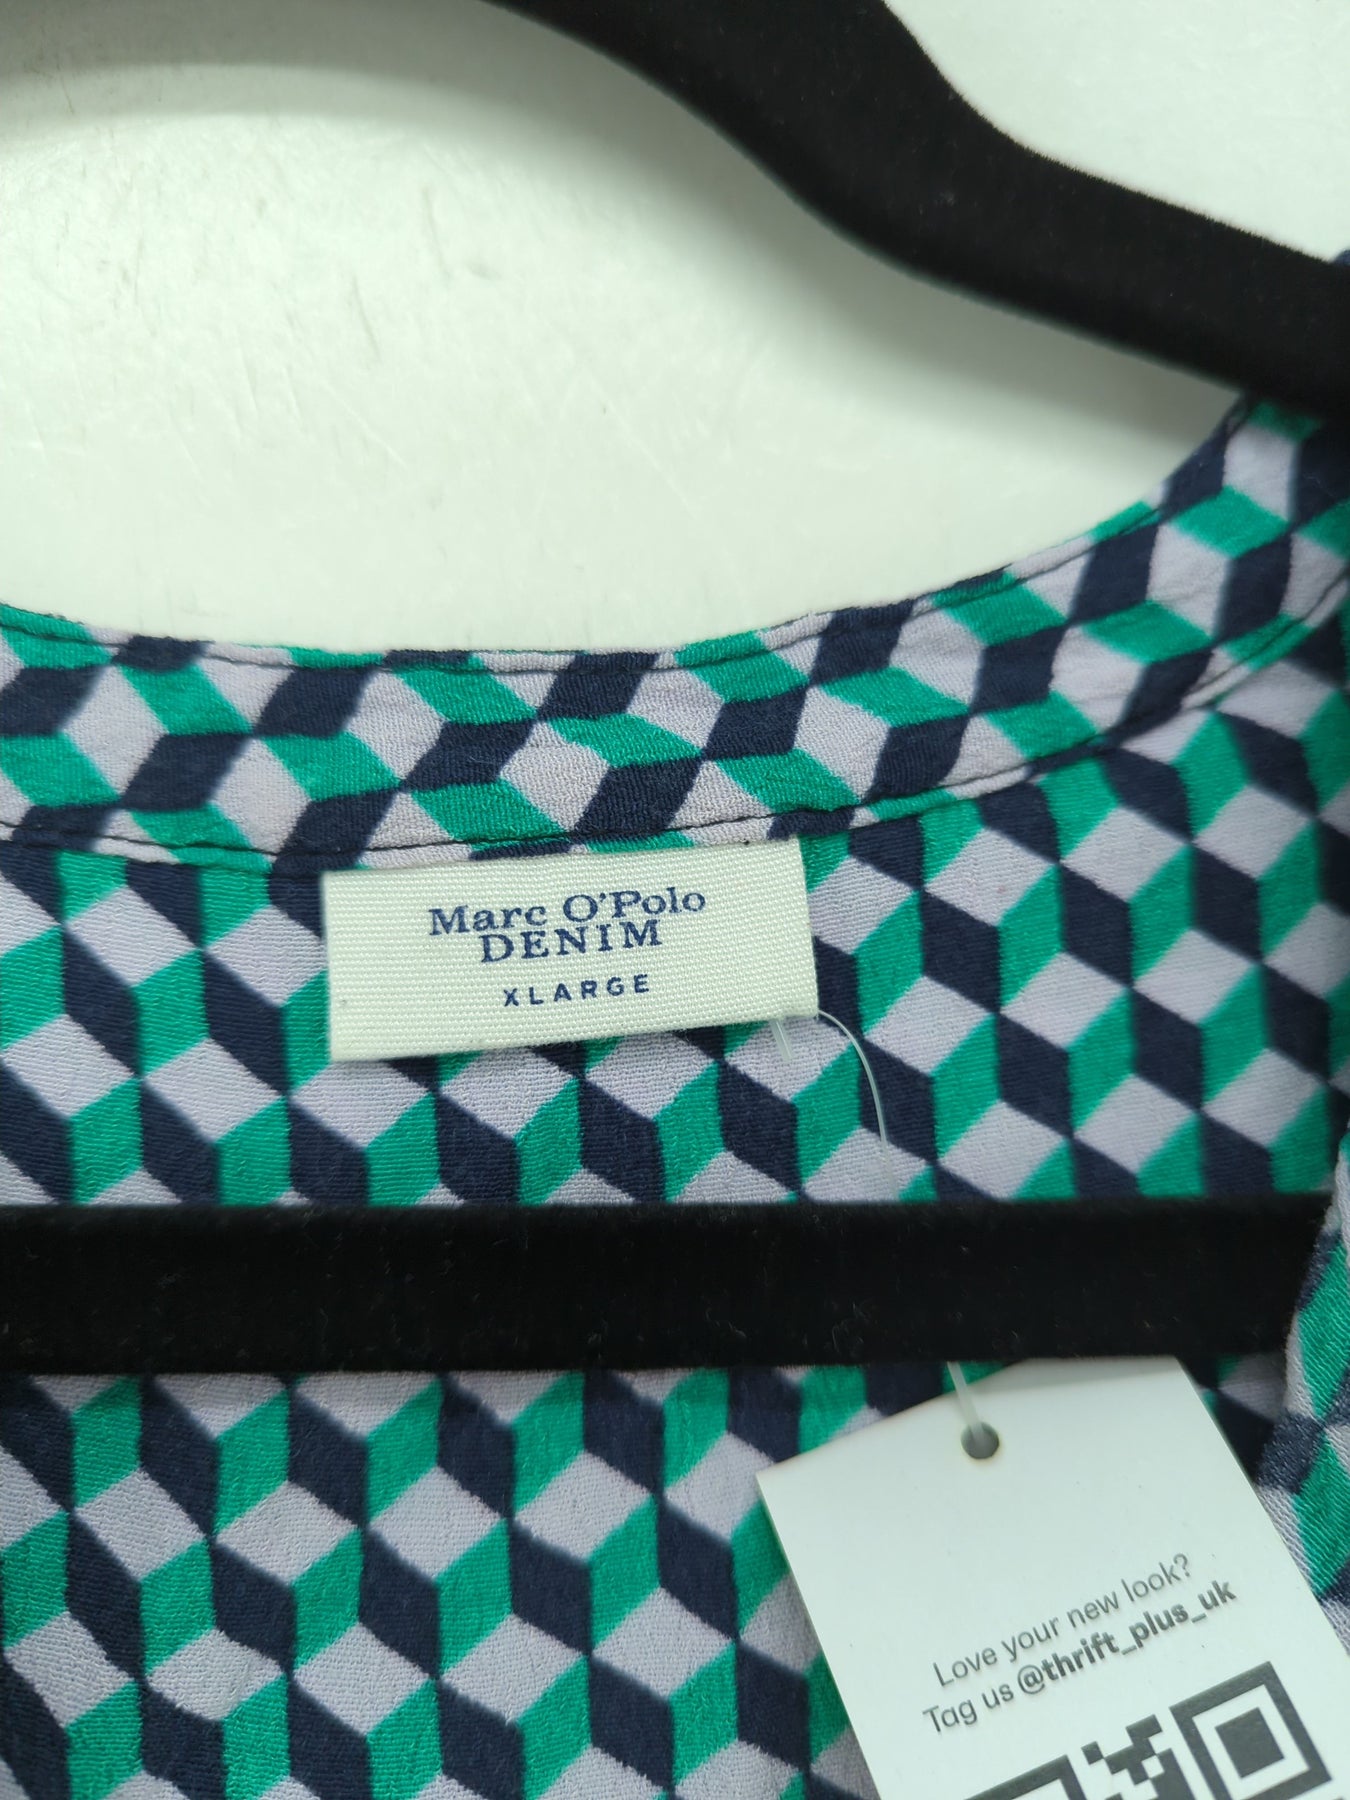 Marc O'Polo
DENIM
XLARGE
Love your new look?
Tag us @thrift_plus_uk